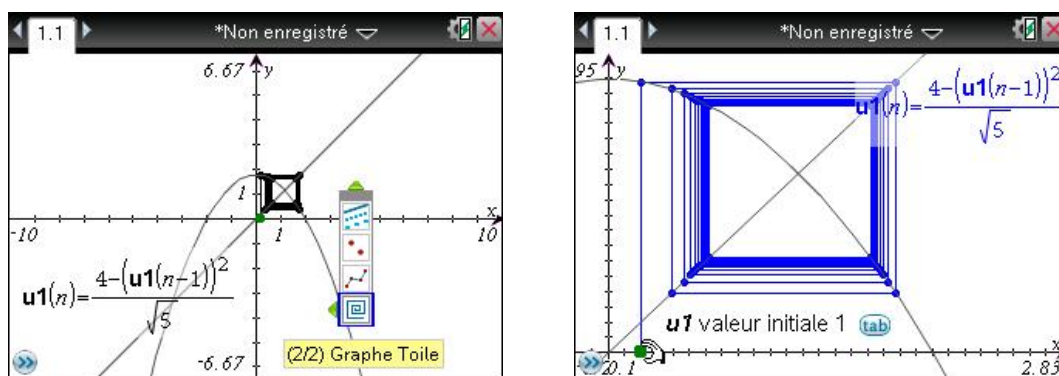 1.1 *Non enregistré
6.67 y
1 x
-10 1 10
u1(n)=(4-(u1(n-1))²)/√5
(2/2) Graphe Toile
-6.67
1.1 *Non enregistré
95 y
u1(n)=(4-(u1(n-1))²)/√5
u1 valeur initiale 1 tab
x
0.1 2.83